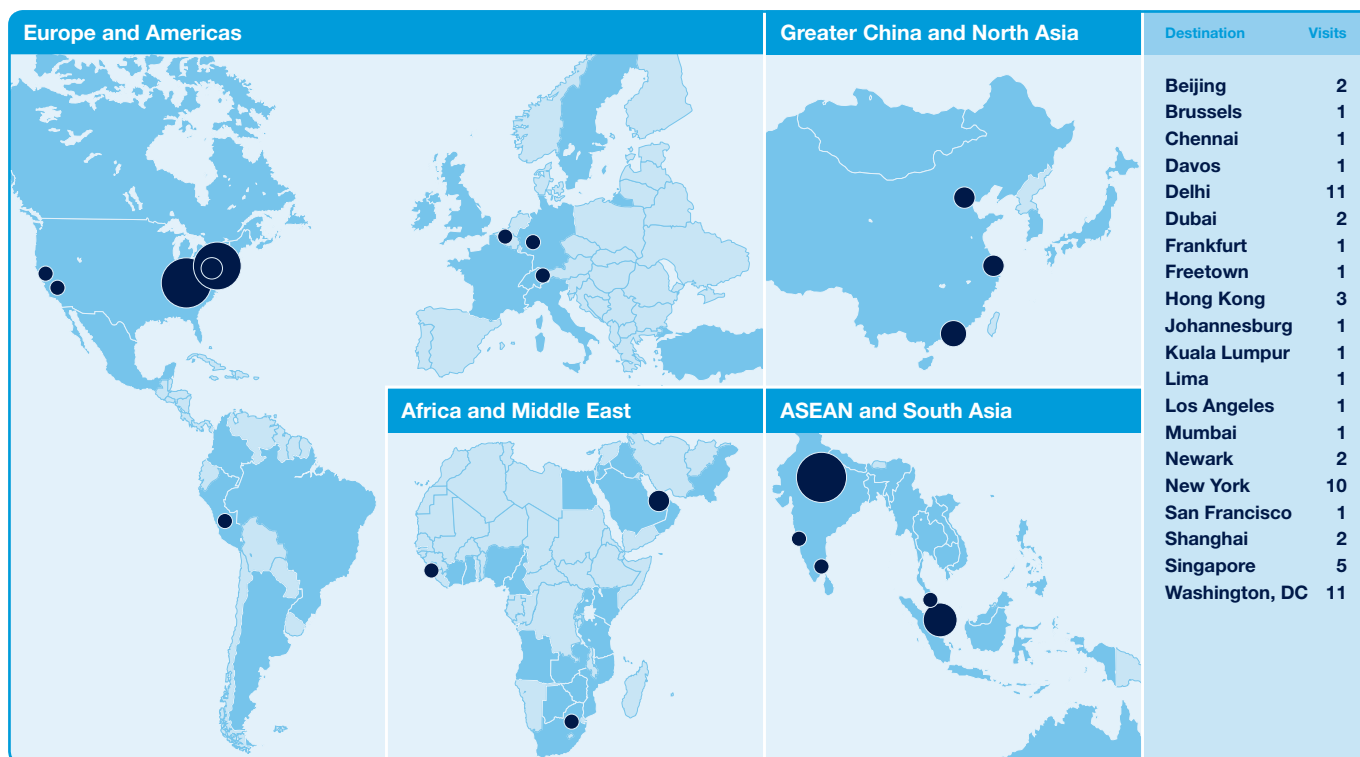 Europe and Americas
Greater China and North Asia
Africa and Middle East
ASEAN and South Asia
Destination Visits
Beijing 2
Brussels 1
Chennai 1
Davos 1
Delhi 11
Dubai 2
Frankfurt 1
Freetown 1
Hong Kong 3
Johannesburg 1
Kuala Lumpur 1
Lima 1
Los Angeles 1
Mumbai 1
Newark 2
New York 10
San Francisco 1
Shanghai 2
Singapore 5
Washington, DC 11